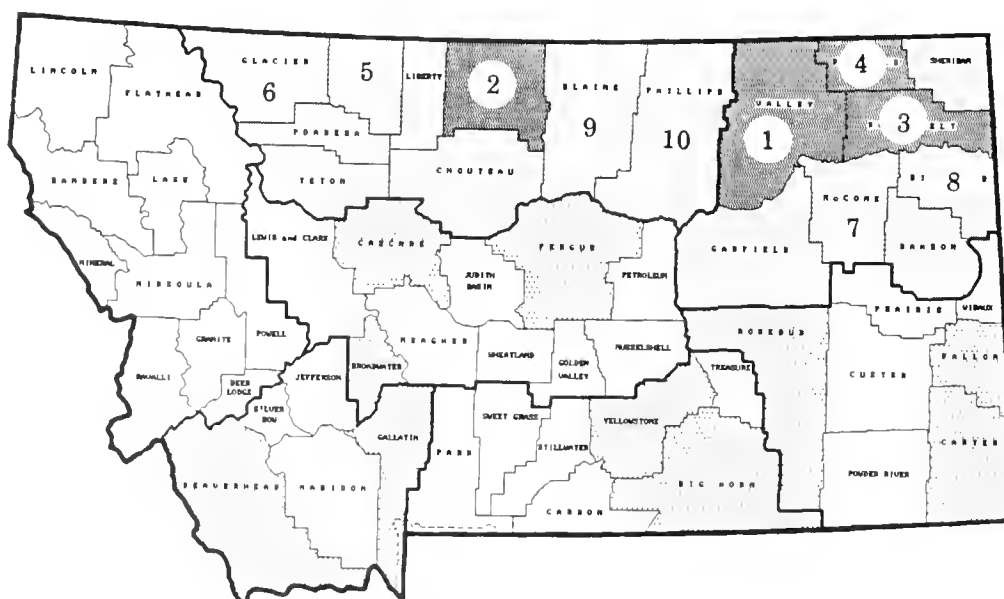 LINCOLN
FLATHEAD
GLACIER
6
5
LIBERTY
2
BLAINE
9
PHILLIPS
10
VALLEY
1
4
SHERIDAN
3
8
McCONE
7
PONDERA
TETON
CHOUTEAU
SANDERS
LAKE
LEWIS and CLARK
CASCADE
FERGUS
JUDITH
BASIN
PETROLEUM
GARFIELD
DAWSON
MINERAL
MISSOULA
GRANITE
POWELL
RAVALLI
DEER
LODGE
SILVER
BOW
JEFFERSON
BROADWATER
MEAGHER
WHEATLAND
GOLDEN
VALLEY
MUSSELSHELL
ROSEBUD
TREASURE
PRAIRIE
WIBAUX
FALLON
CUSTER
CARTER
POWDER RIVER
BEAVERHEAD
MADISON
GALLATIN
PARK
SWEET GRASS
STILLWATER
YELLOWSTONE
CARBON
BIG HORN